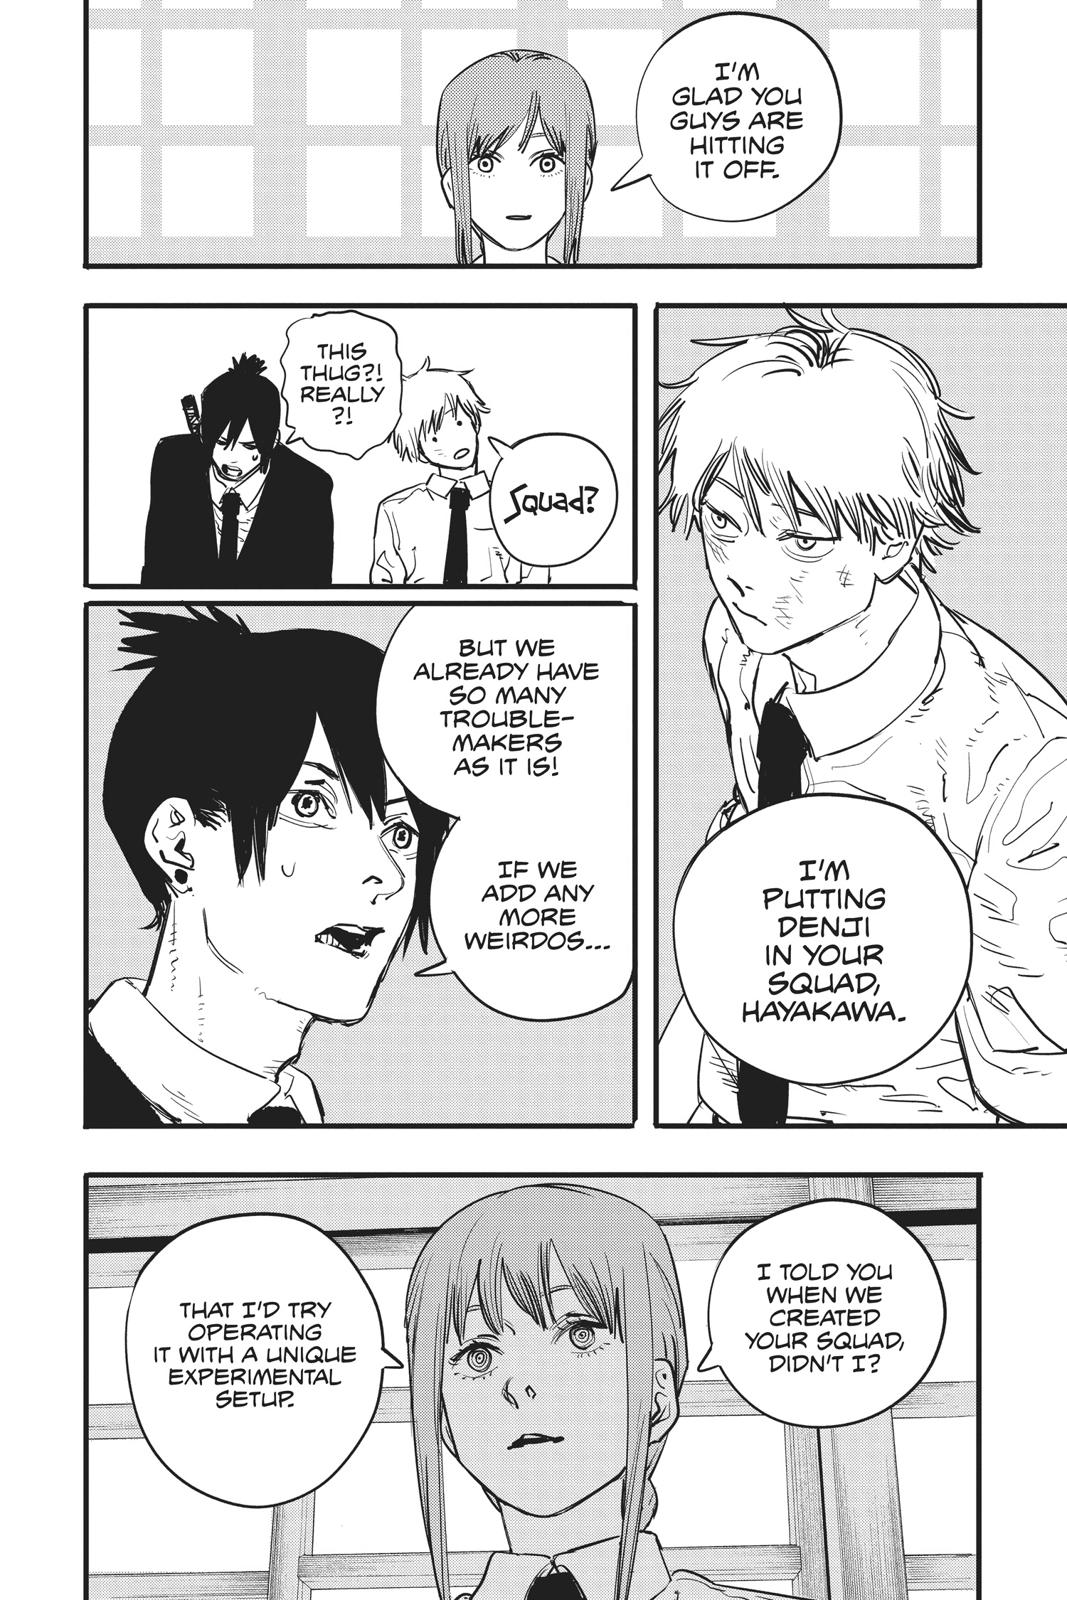 I'M
GLAD YOU
GUYS ARE
HITTING
IT OFF.
I'M
PUTTING
DENJI
IN YOUR
SQUAD,
HAYAKAWA.
Squad?
THIS
THUG?!
REALLY
?!
BUT WE
ALREADY HAVE
SO MANY
TROUBLE-
MAKERS
AS IT IS!
IF WE
ADD ANY
MORE
WEIRDOS...
I TOLD YOU
WHEN WE
CREATED
YOUR SQUAD,
DIDN'T I?
THAT I'D TRY
OPERATING
IT WITH A UNIQUE
EXPERIMENTAL
SETUP.